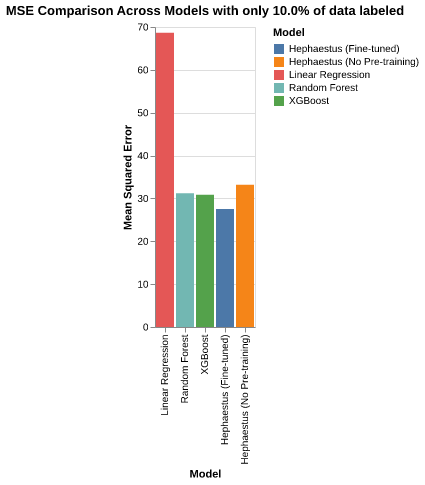 MSE Comparison Across Models with only 10.0% of data labeled
Model
Hephaestus (Fine-tuned)
Hephaestus (No Pre-training)
Linear Regression
Random Forest
XGBoost
Mean Squared Error
70
60
50
40
30
20
10
0
Linear Regression
Random Forest
XGBoost
Hephaestus (Fine-tuned)
Hephaestus (No Pre-training)
Model